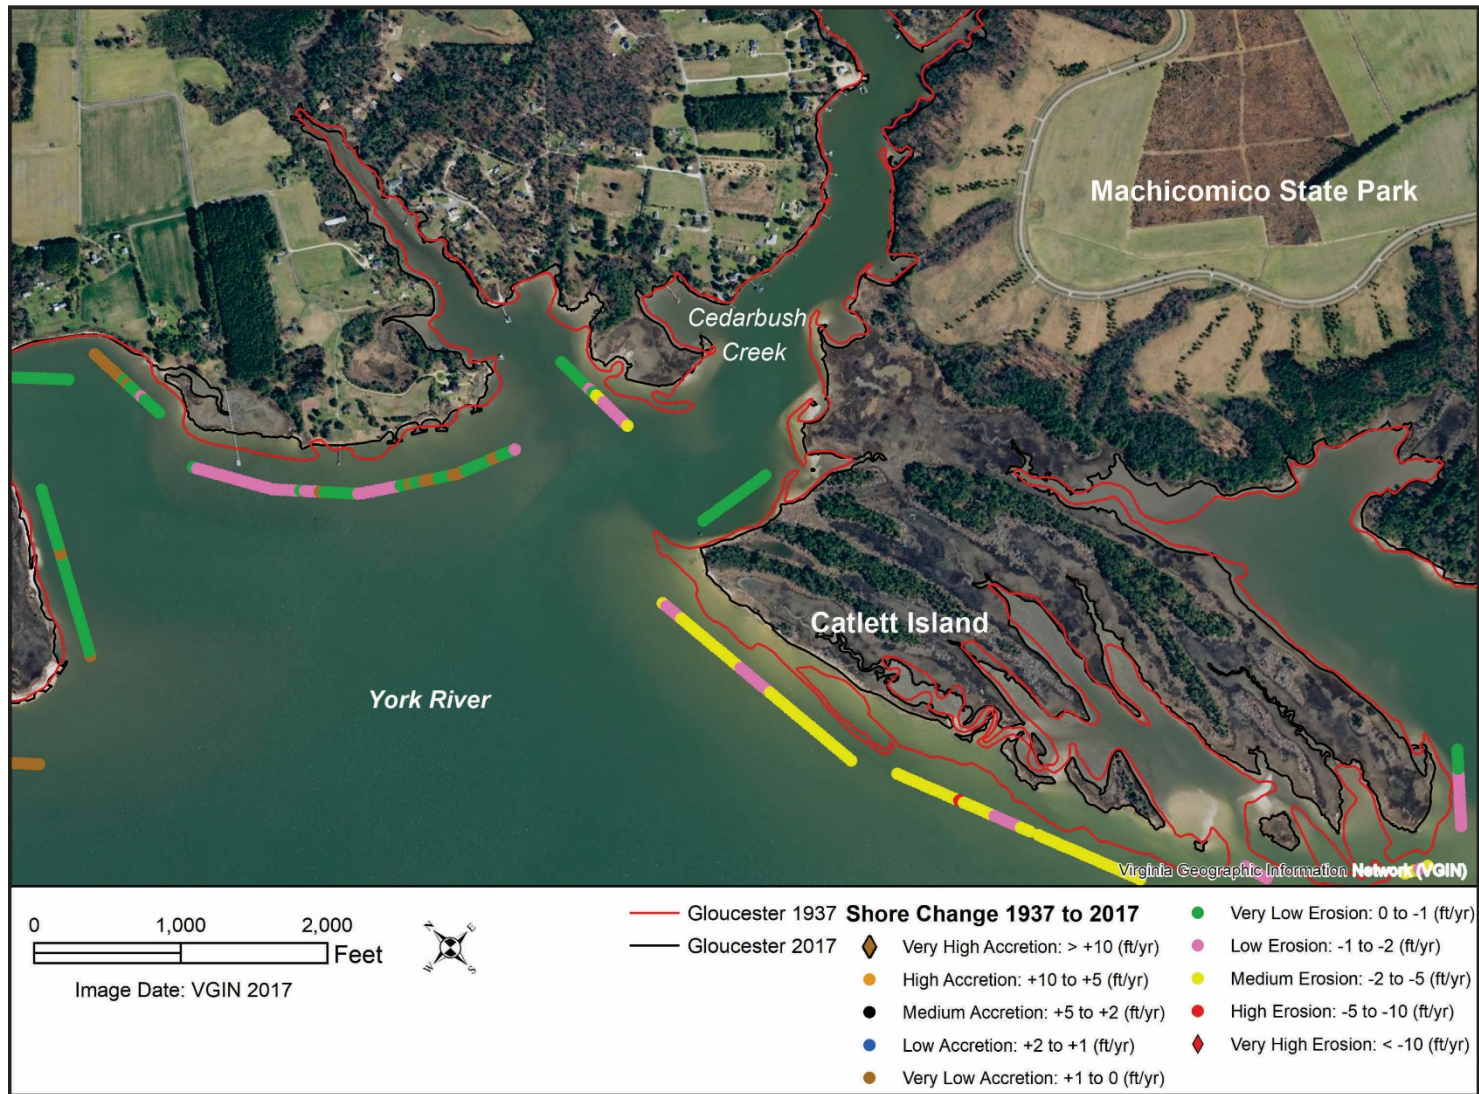 Machicomico State Park
Cedarbush
Creek
Catlett Island
York River
Virginia Geographic Information Network (VGIN)
0 1,000 2,000
Feet
Image Date: VGIN 2017
N
E
W
S
Gloucester 1937
Gloucester 2017
Shore Change 1937 to 2017
Very High Accretion: > +10 (ft/yr)
High Accretion: +10 to +5 (ft/yr)
Medium Accretion: +5 to +2 (ft/yr)
Low Accretion: +2 to +1 (ft/yr)
Very Low Accretion: +1 to 0 (ft/yr)
Very Low Erosion: 0 to -1 (ft/yr)
Low Erosion: -1 to -2 (ft/yr)
Medium Erosion: -2 to -5 (ft/yr)
High Erosion: -5 to -10 (ft/yr)
Very High Erosion: < -10 (ft/yr)